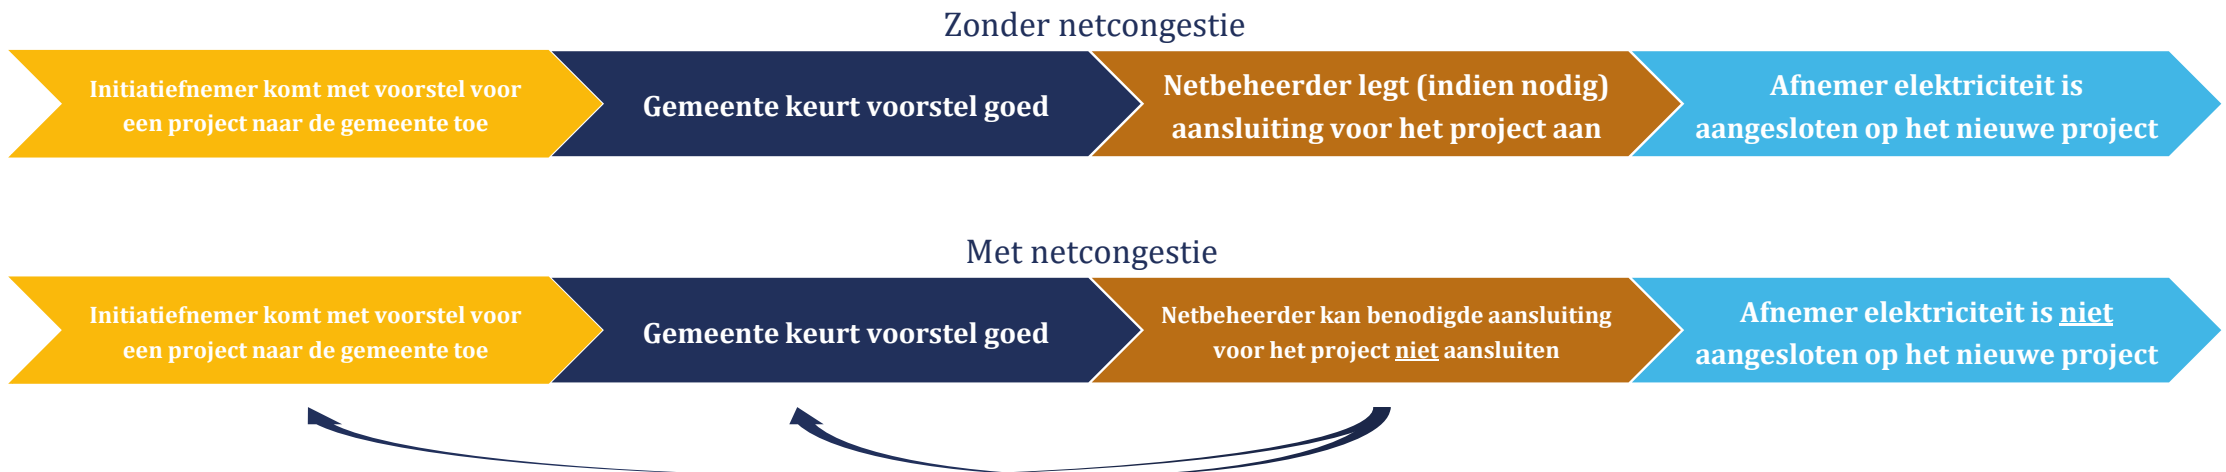 Zonder netcongestie
Initiatiefnemer komt met voorstel voor
een project naar de gemeente toe
Gemeente keurt voorstel goed
Netbeheerder legt (indien nodig)
aansluiting voor het project aan
Afnemer elektriciteit is
aangesloten op het nieuwe project
Met netcongestie
Initiatiefnemer komt met voorstel voor
een project naar de gemeente toe
Gemeente keurt voorstel goed
Netbeheerder kan benodigde aansluiting
voor het project niet aansluiten
Afnemer elektriciteit is niet
aangesloten op het nieuwe project